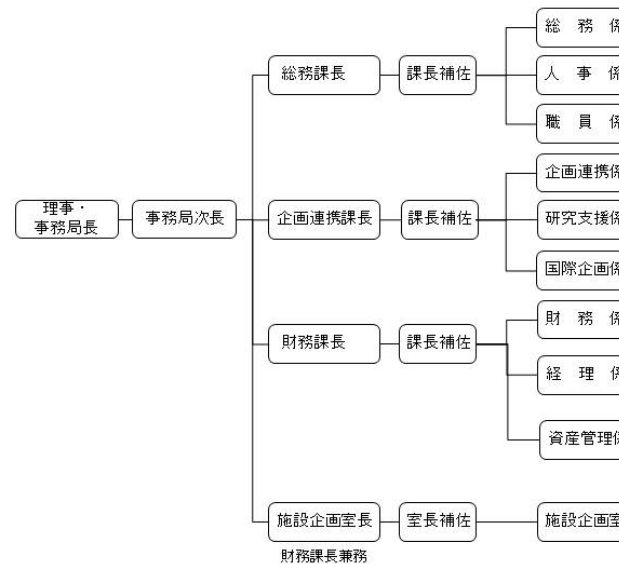 総務係
総務課長
課長補佐
人事係
職員係
企画連携係
理事・
事務局長
事務局次長
企画連携課長
課長補佐
研究支援係
国際企画係
財務係
財務課長
課長補佐
経理係
資産管理係
施設企画室長
室長補佐
施設企画室
財務課長兼務